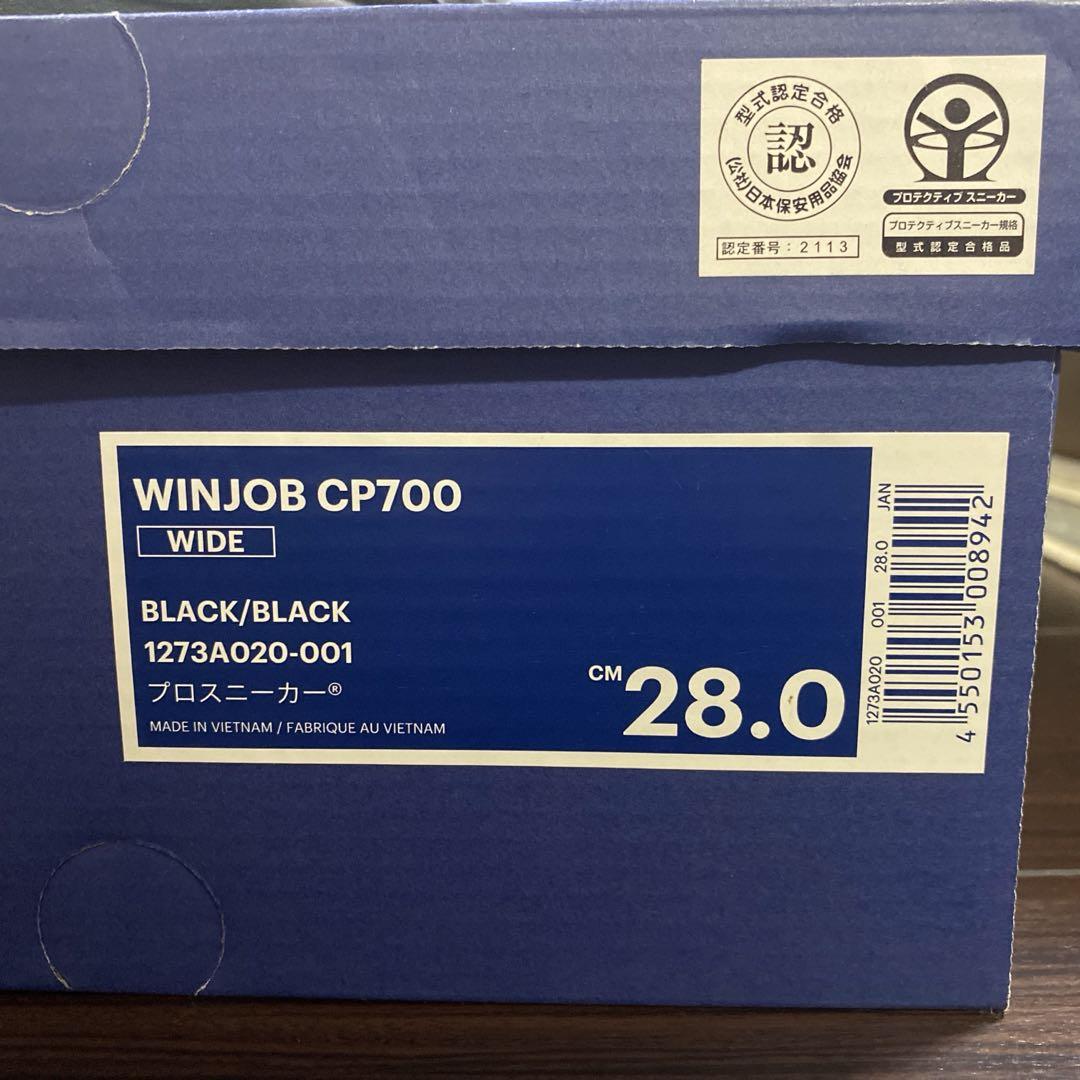 型式認定合格
認
(公社)日本保安用品協会
認定番号：2113
プロテクティブ スニーカー
プロテクティブスニーカー規格
型式認定合格品
WINJOB CP700
WIDE
BLACK/BLACK
1273A020-001
プロスニーカー®
MADE IN VIETNAM / FABRIQUE AU VIETNAM
CM 28.0
1273A020 001 28.0 JAN
4 550153 008942